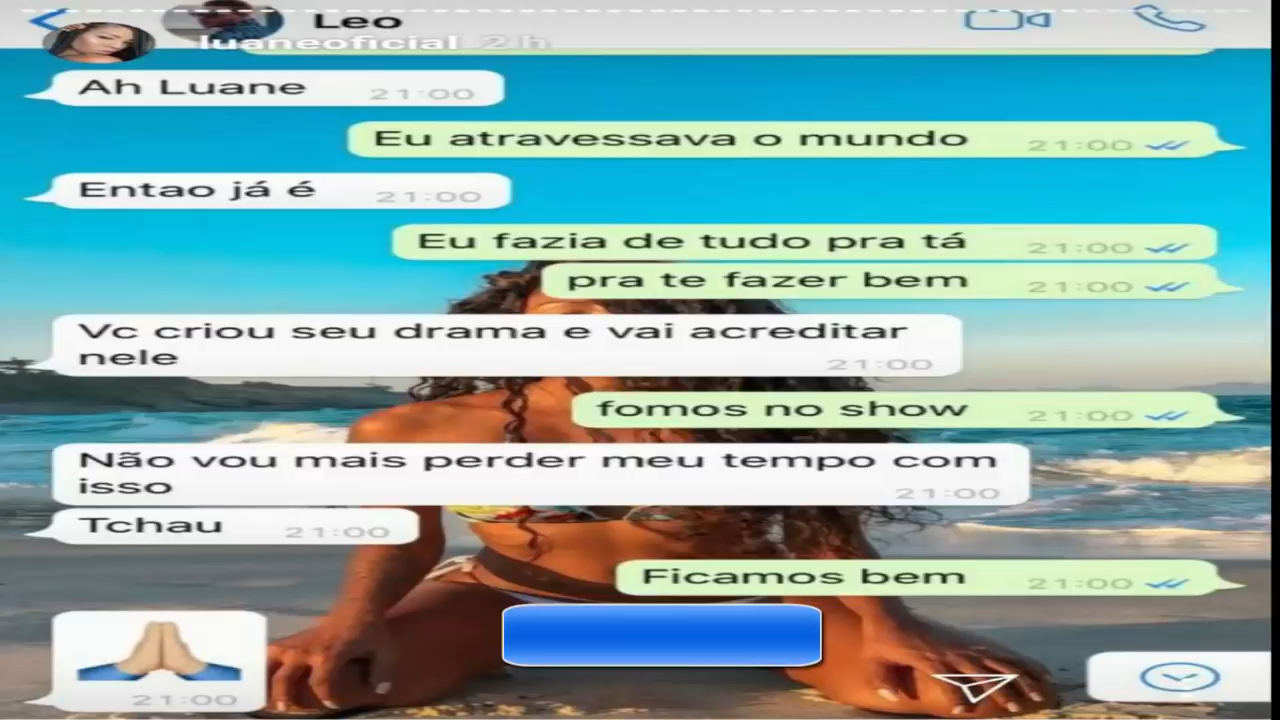 Leo
luaneoficial 2 h
Ah Luane 21:00
Eu atravessava o mundo 21:00
Entao já é 21:00
Eu fazia de tudo pra tá 21:00
pra te fazer bem 21:00
Vc criou seu drama e vai acreditar
nele 21:00
fomos no show 21:00
Não vou mais perder meu tempo com
isso 21:00
Tchau 21:00
Ficamos bem 21:00
🙏 21:00